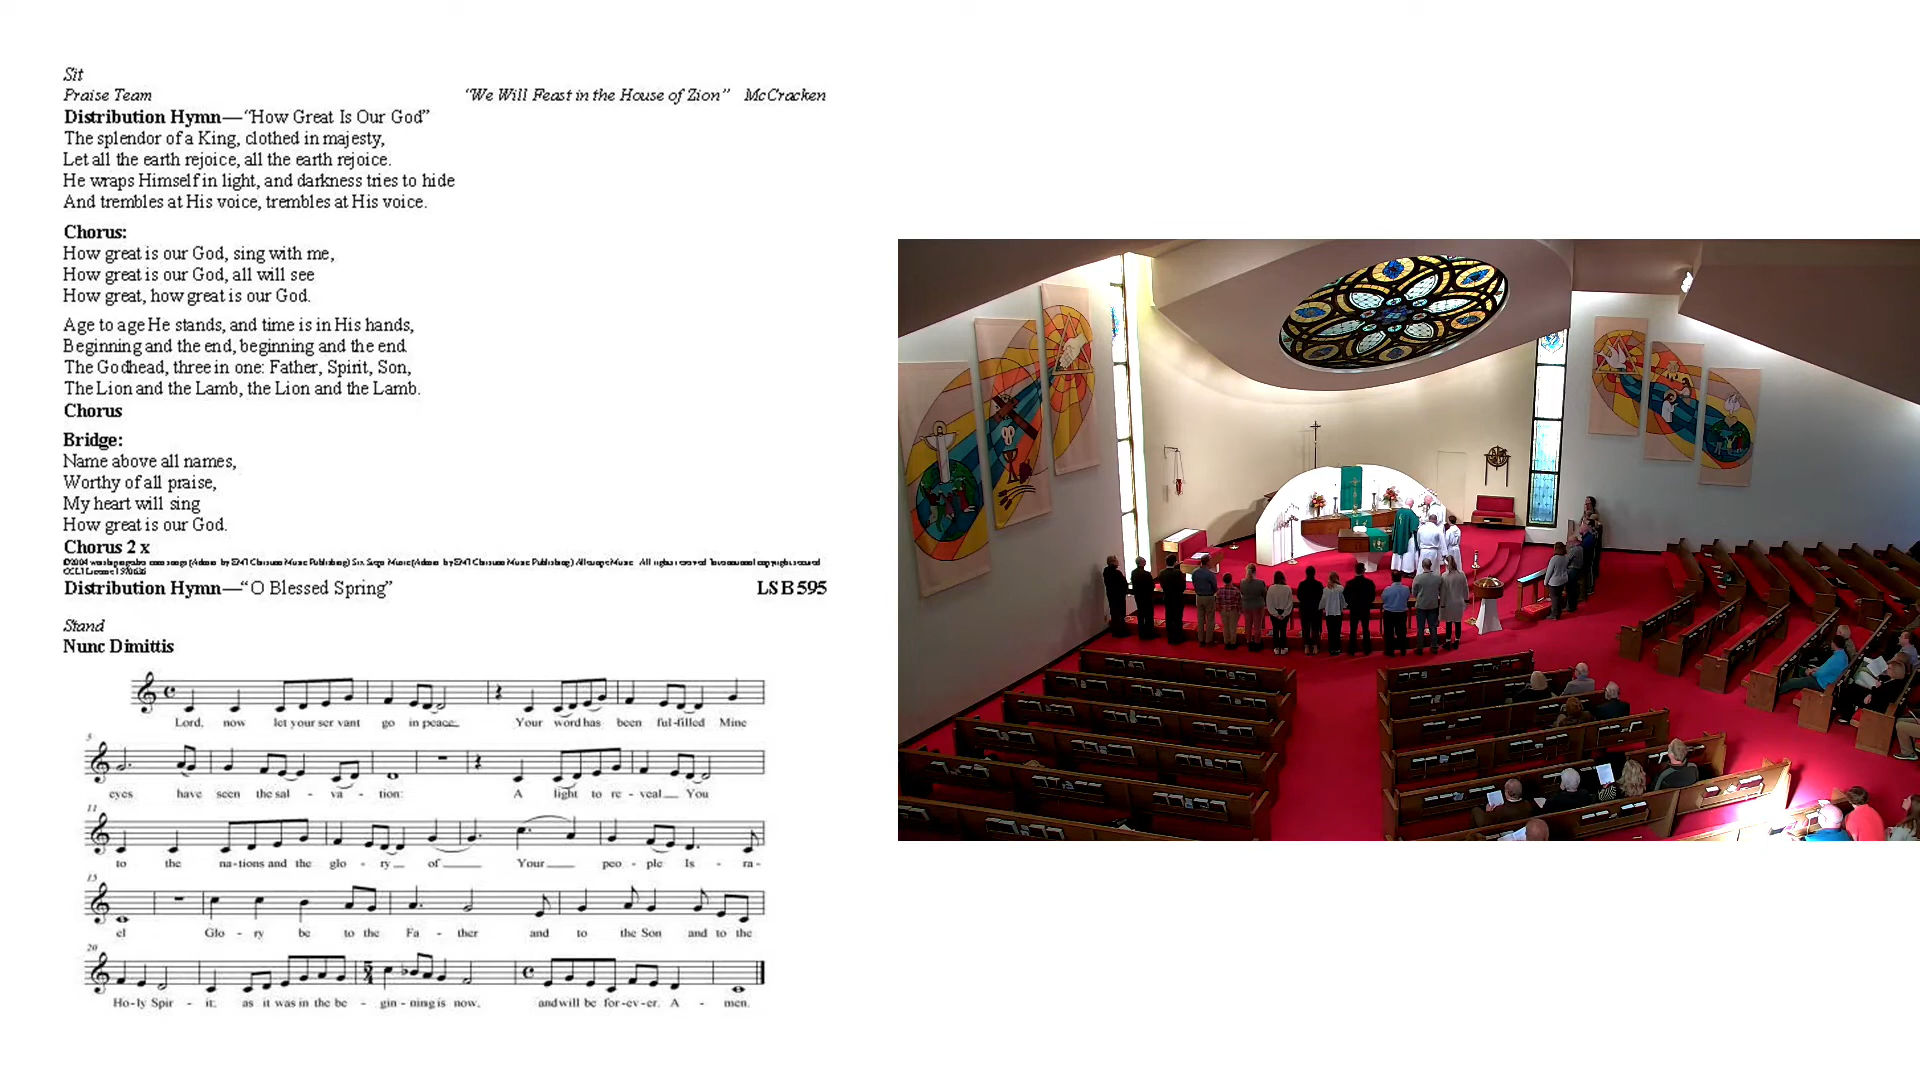 Sit
Praise Team “We Will Feast in the House of Zion” McCracken
Distribution Hymn—“How Great Is Our God”
The splendor of a King, clothed in majesty,
Let all the earth rejoice, all the earth rejoice.
He wraps Himself in light, and darkness tries to hide
And trembles at His voice, trembles at His voice.
Chorus:
How great is our God, sing with me,
How great is our God, all will see
How great, how great is our God.
Age to age He stands, and time is in His hands,
Beginning and the end, beginning and the end.
The Godhead, three in one: Father, Spirit, Son,
The Lion and the Lamb, the Lion and the Lamb.
Chorus
Bridge:
Name above all names,
Worthy of all praise,
My heart will sing
How great is our God.
Chorus 2 x
Distribution Hymn—“O Blessed Spring” LSB 595
Stand
Nunc Dimittis
Lord, now let your ser vant go in peace. Your word has been ful-filled Mine
5
eyes have seen the sal - va - tion: A light to re - veal You
11
to the na-tions and the glo - ry of Your peo - ple Is - ra-
15
el Glo - ry be to the Fa - ther and to the Son and to the
20
Ho-ly Spir - it: as it was in the be - gin - ning is now, and will be for-ev-er. A - men.